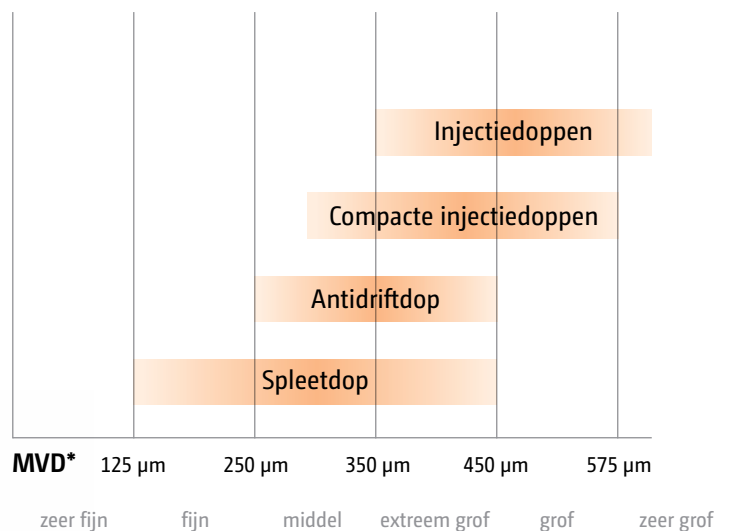 Injectiedoppen
Compacte injectiedoppen
Antidriftdop
Spleetdop
MVD* 125 µm 250 µm 350 µm 450 µm 575 µm
zeer fijn fijn middel extreem grof grof zeer grof